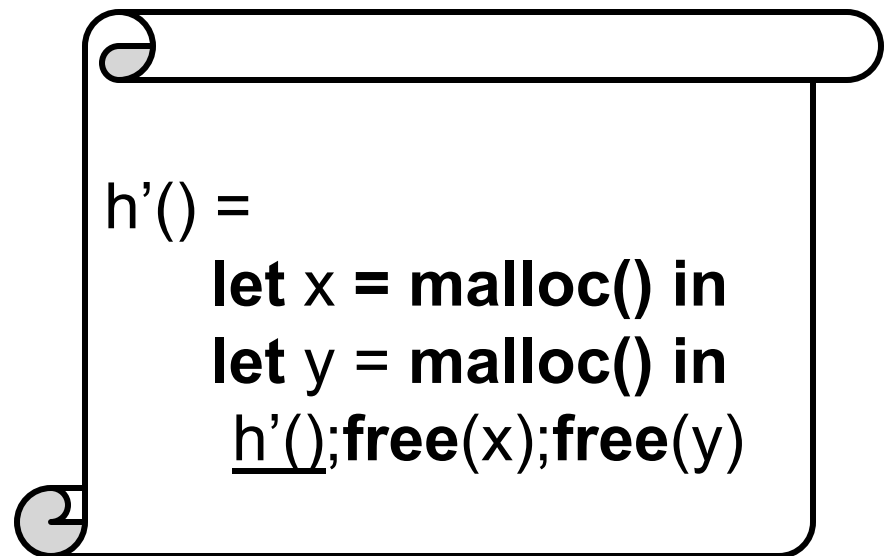 h’() =
let x = malloc() in
let y = malloc() in
h’();free(x);free(y)